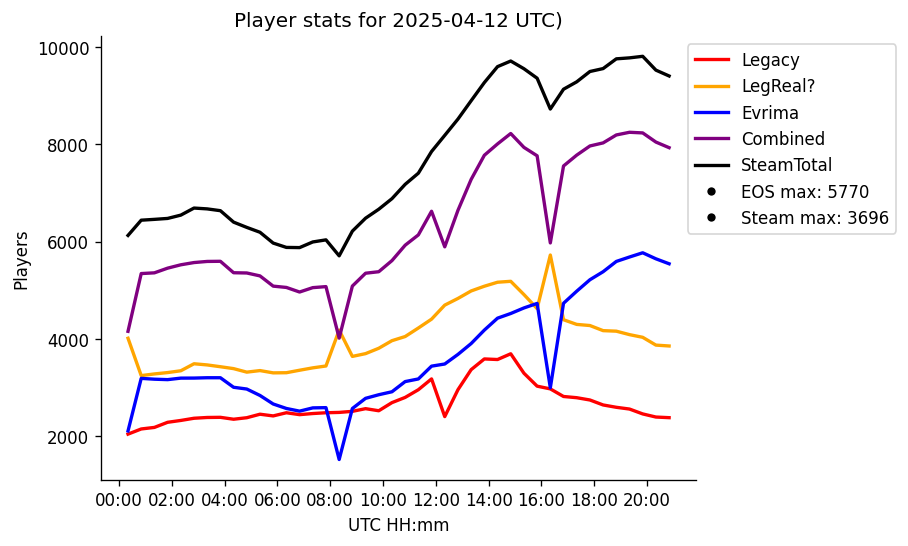 Player stats for 2025-04-12 UTC)
10000
8000
6000
4000
2000
Players
00:00 02:00 04:00 06:00 08:00 10:00 12:00 14:00 16:00 18:00 20:00
UTC HH:mm
Legacy
LegReal?
Evrima
Combined
SteamTotal
EOS max: 5770
Steam max: 3696